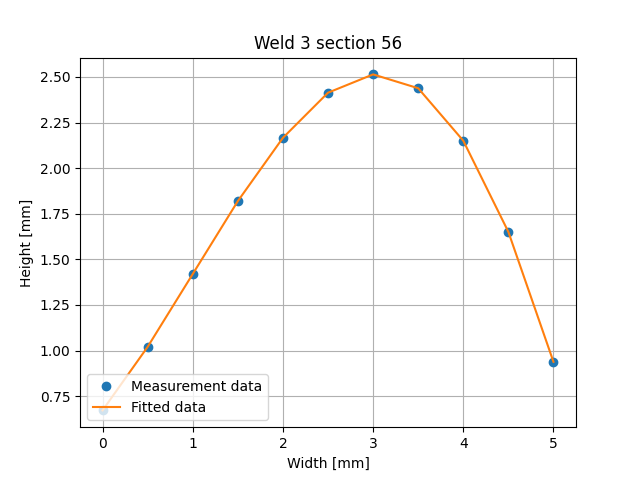 Weld 3 section 56
Height [mm]
2.50
2.25
2.00
1.75
1.50
1.25
1.00
0.75
Measurement data
Fitted data
0 1 2 3 4 5
Width [mm]